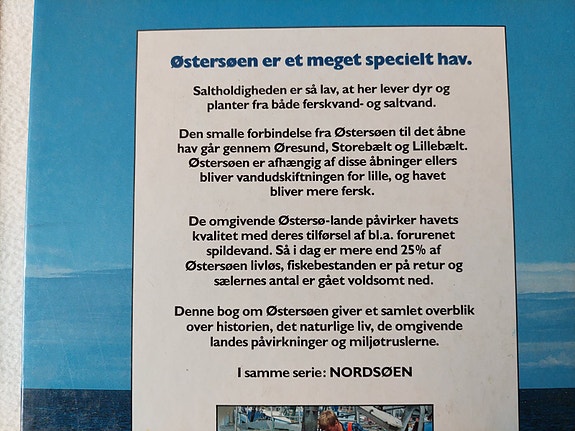 Østersøen er et meget specielt hav.
Saltholdigheden er så lav, at her lever dyr og
planter fra både ferskvand- og saltvand.
Den smalle forbindelse fra Østersøen til det åbne
hav går gennem Øresund, Storebælt og Lillebælt.
Østersøen er afhængig af disse åbninger ellers
bliver vandudskiftningen for lille, og havet
bliver mere fersk.
De omgivende Østersø-lande påvirker havets
kvalitet med deres tilførsel af bl.a. forurenet
spildevand. Så i dag er mere end 25% af
Østersøen livløs, fiskebestanden er på retur og
sælernes antal er gået voldsomt ned.
Denne bog om Østersøen giver et samlet overblik
over historien, det naturlige liv, de omgivende
landes påvirkninger og miljøtruslerne.
I samme serie: NORDSØEN